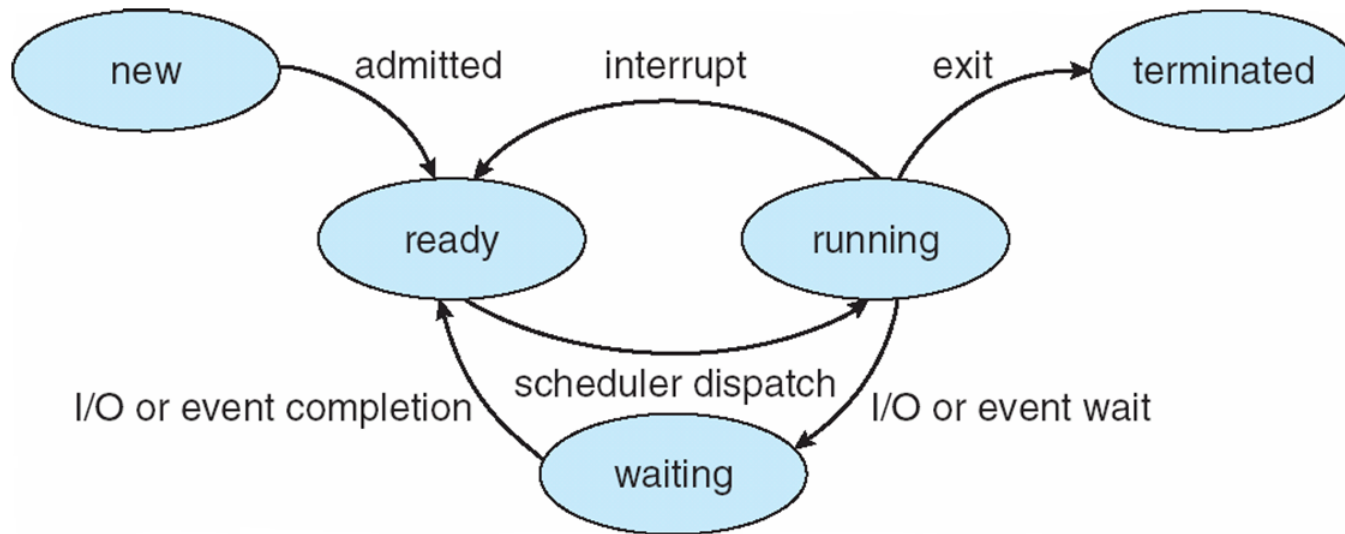 new
admitted
interrupt
exit
terminated
ready
running
scheduler dispatch
I/O or event completion
I/O or event wait
waiting